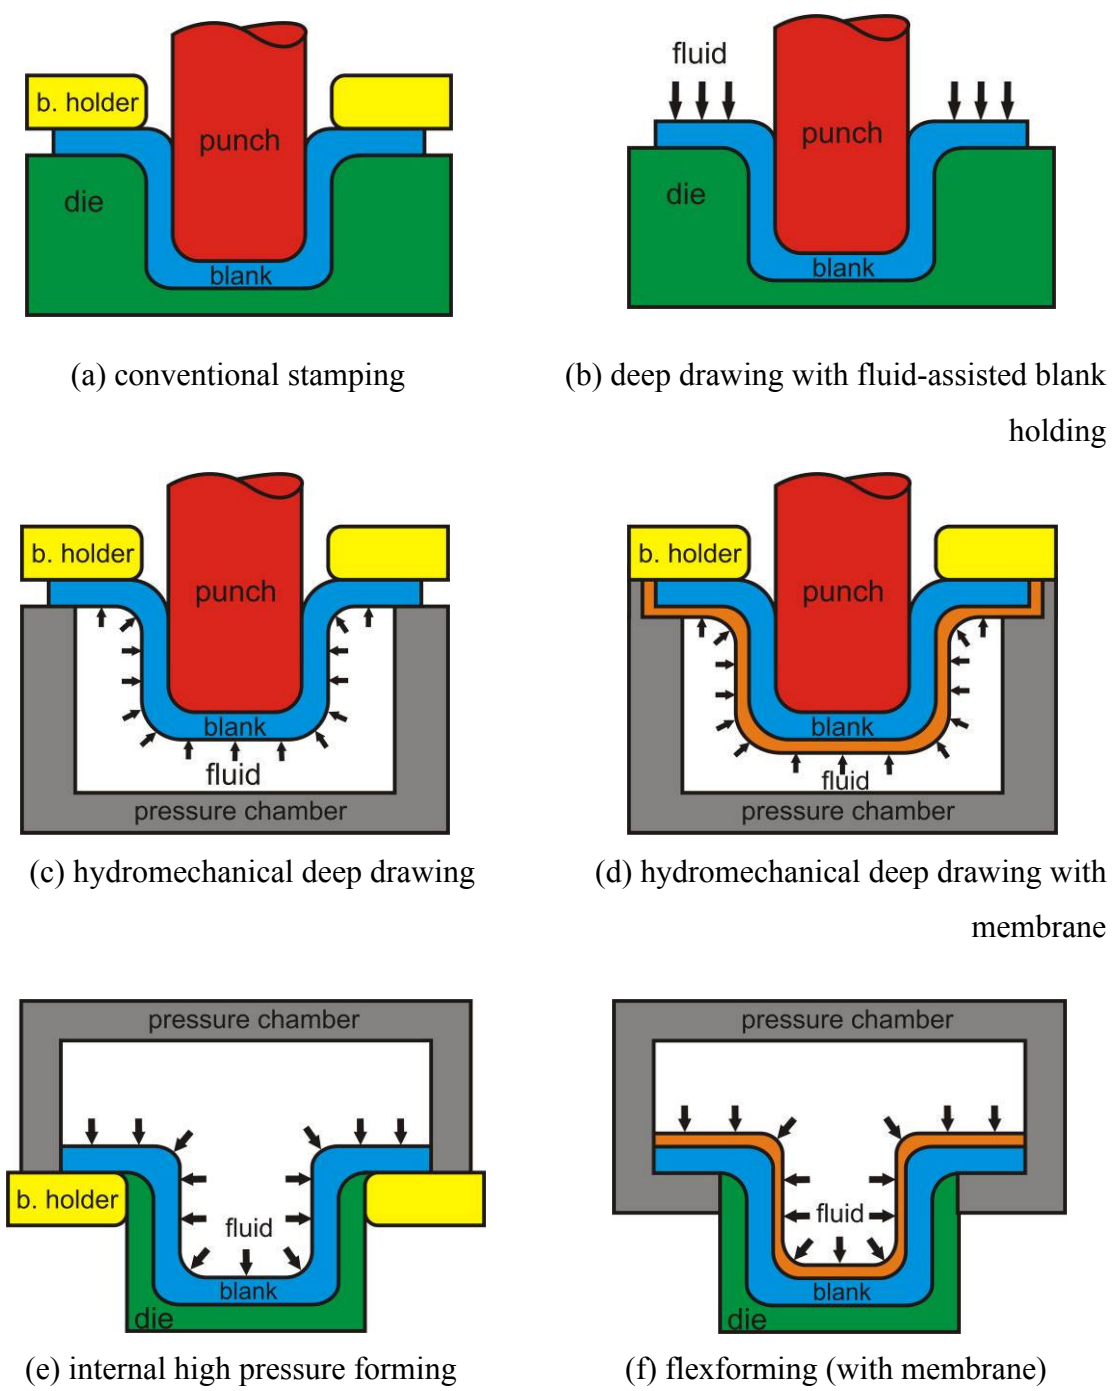 b. holder
punch
die
blank
(a) conventional stamping
fluid
punch
die
blank
(b) deep drawing with fluid-assisted blank
holding
b. holder
punch
blank
fluid
pressure chamber
(c) hydromechanical deep drawing
b. holder
punch
blank
fluid
pressure chamber
(d) hydromechanical deep drawing with
membrane
pressure chamber
b. holder
fluid
blank
die
(e) internal high pressure forming
pressure chamber
fluid
blank
die
(f) flexforming (with membrane)